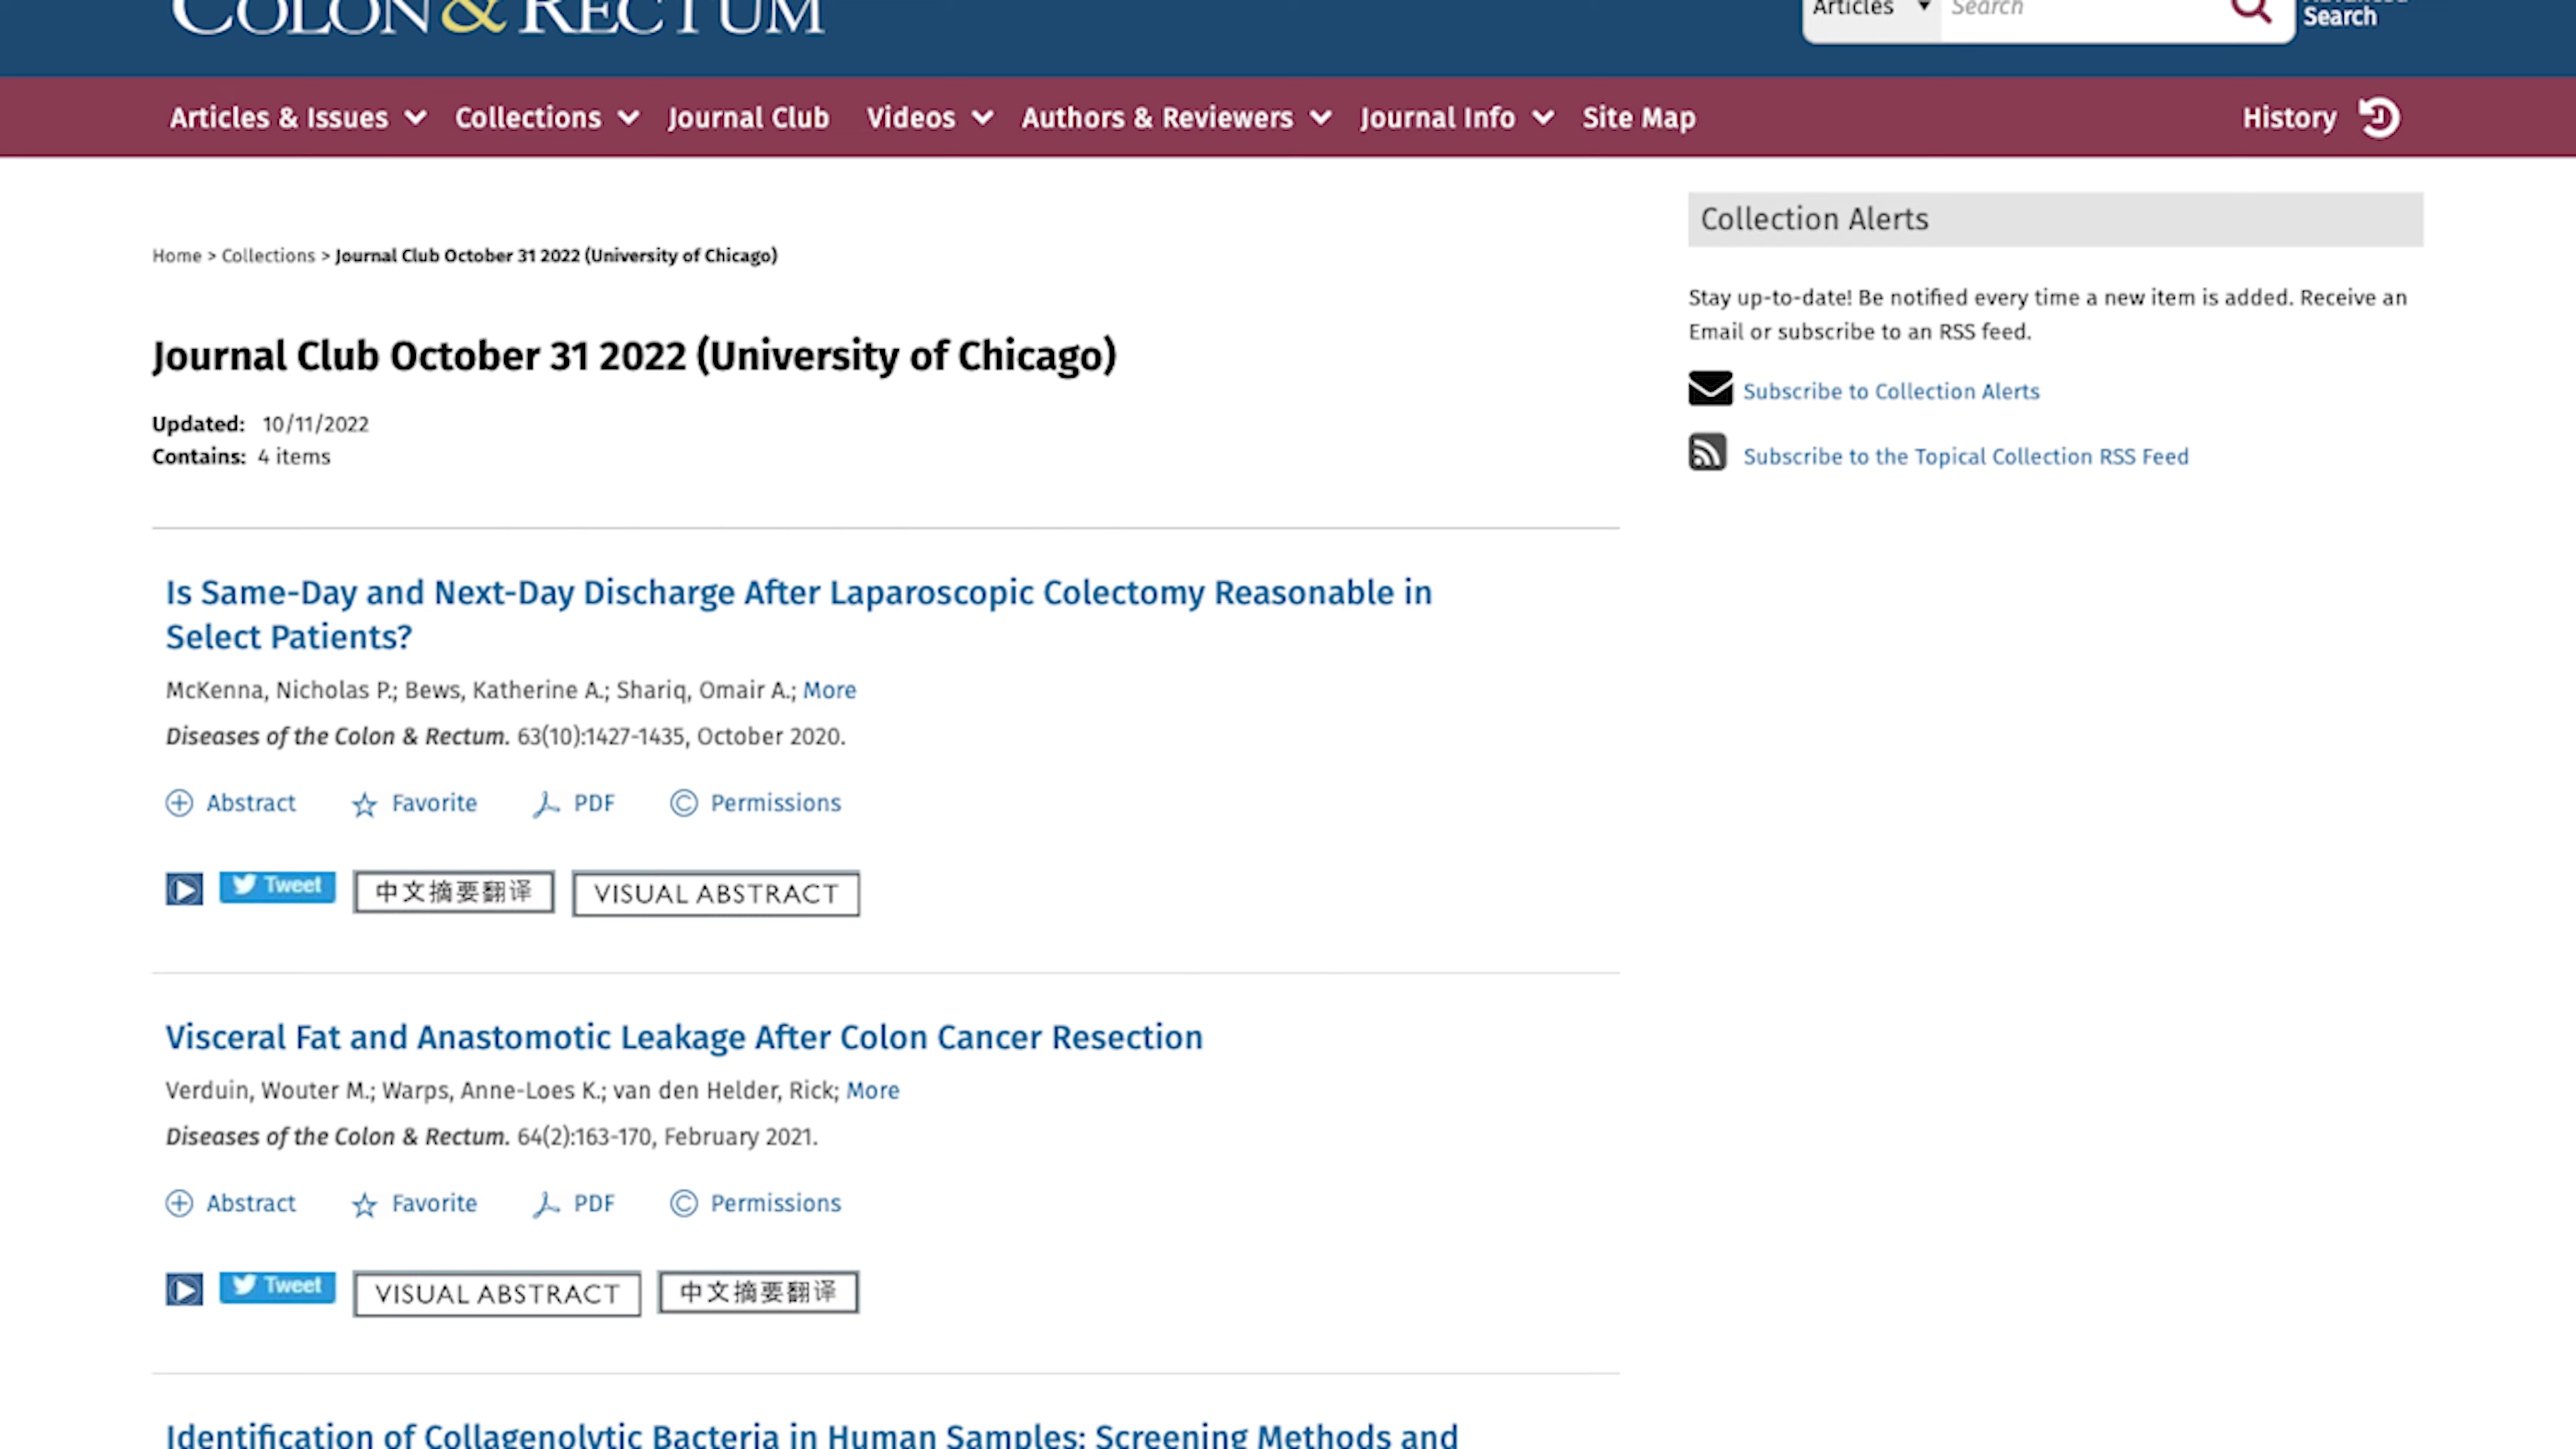 COLON & RECTUM
Articles
Search
Search
Articles & Issues
Collections
Journal Club
Videos
Authors & Reviewers
Journal Info
Site Map
History
Home > Collections > Journal Club October 31 2022 (University of Chicago)
Journal Club October 31 2022 (University of Chicago)
Updated: 10/11/2022
Contains: 4 items
Is Same-Day and Next-Day Discharge After Laparoscopic Colectomy Reasonable in
Select Patients?
McKenna, Nicholas P.; Bews, Katherine A.; Shariq, Omair A.; More
Diseases of the Colon & Rectum. 63(10):1427-1435, October 2020.
Abstract
Favorite
PDF
Permissions
Tweet
中文摘要翻译
VISUAL ABSTRACT
Visceral Fat and Anastomotic Leakage After Colon Cancer Resection
Verduin, Wouter M.; Warps, Anne-Loes K.; van den Helder, Rick; More
Diseases of the Colon & Rectum. 64(2):163-170, February 2021.
Abstract
Favorite
PDF
Permissions
Tweet
VISUAL ABSTRACT
中文摘要翻译
Identification of Collagenolytic Bacteria in Human Samples: Screening Methods and
Collection Alerts
Stay up-to-date! Be notified every time a new item is added. Receive an
Email or subscribe to an RSS feed.
Subscribe to Collection Alerts
Subscribe to the Topical Collection RSS Feed